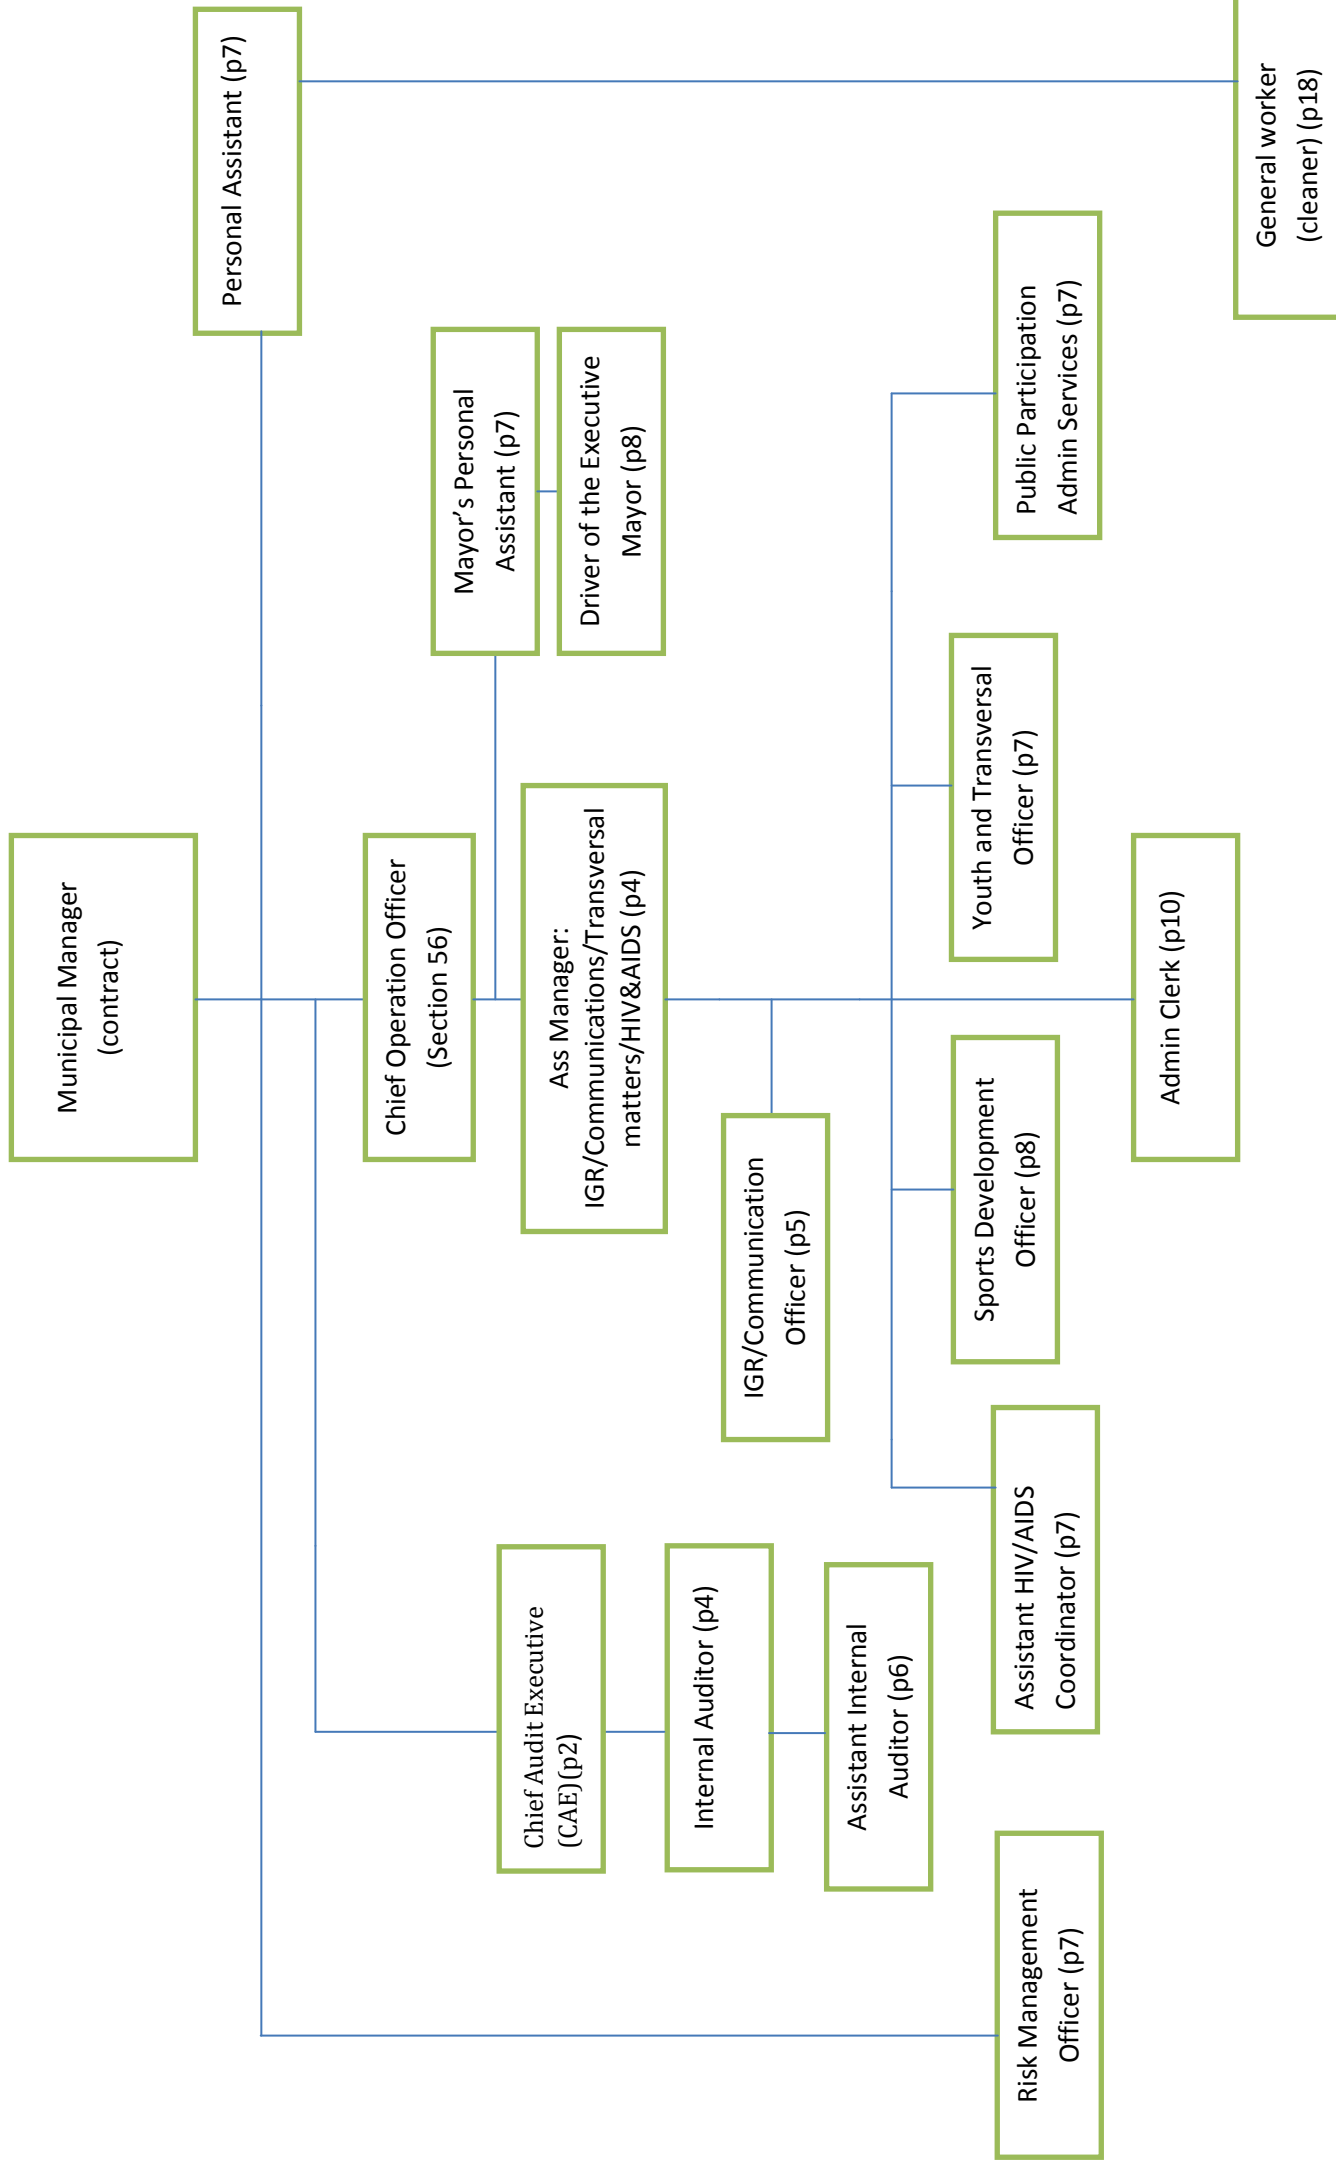 Municipal Manager
(contract)
Personal Assistant (p7)
Chief Operation Officer
(Section 56)
Mayor’s Personal
Assistant (p7)
Driver of the Executive
Mayor (p8)
Chief Audit Executive
(CAE)(p2)
Ass Manager:
IGR/Communications/Transversal
matters/HIV&AIDS (p4)
Internal Auditor (p4)
IGR/Communication
Officer (p5)
Assistant Internal
Auditor (p6)
Risk Management
Officer (p7)
Assistant HIV/AIDS
Coordinator (p7)
Sports Development
Officer (p8)
Youth and Transversal
Officer (p7)
Public Participation
Admin Services (p7)
Admin Clerk (p10)
General worker
(cleaner) (p18)